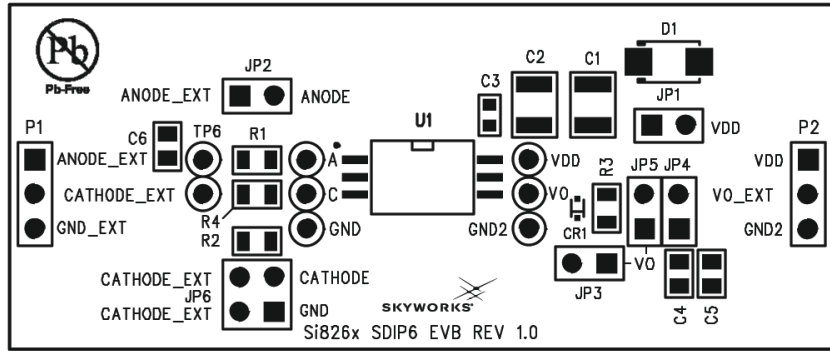 Pb
Pb-Free
JP2
ANODE_EXT
ANODE
C3
C2
C1
D1
JP1
VDD
P1
C6
TP6
R1
U1
P2
ANODE_EXT
A
VDD
R3
JP5
JP4
VDD
CATHODE_EXT
C
VO
VO_EXT
R4
GND_EXT
R2
GND
GND2
CR1
GND2
VO
JP3
C4
C5
CATHODE_EXT
CATHODE
JP6
CATHODE_EXT
GND
SKYWORKS®
Si826x SDIP6 EVB REV 1.0